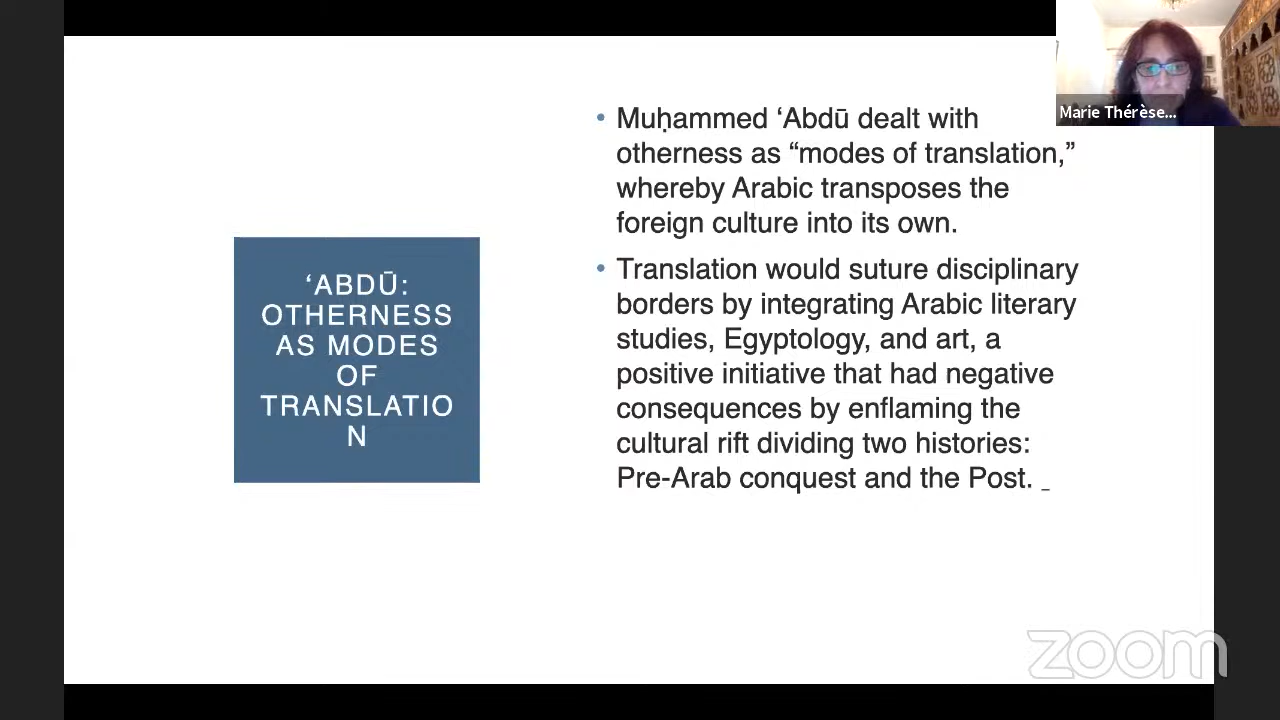 Marie Thérèse...
• Muḥammed ‘Abdū dealt with
otherness as “modes of translation,”
whereby Arabic transposes the
foreign culture into its own.
• Translation would suture disciplinary
borders by integrating Arabic literary
studies, Egyptology, and art, a
positive initiative that had negative
consequences by enflaming the
cultural rift dividing two histories:
Pre-Arab conquest and the Post. _
‘ABDŪ:
OTHERNESS
AS MODES
OF
TRANSLATIO
N
zoom